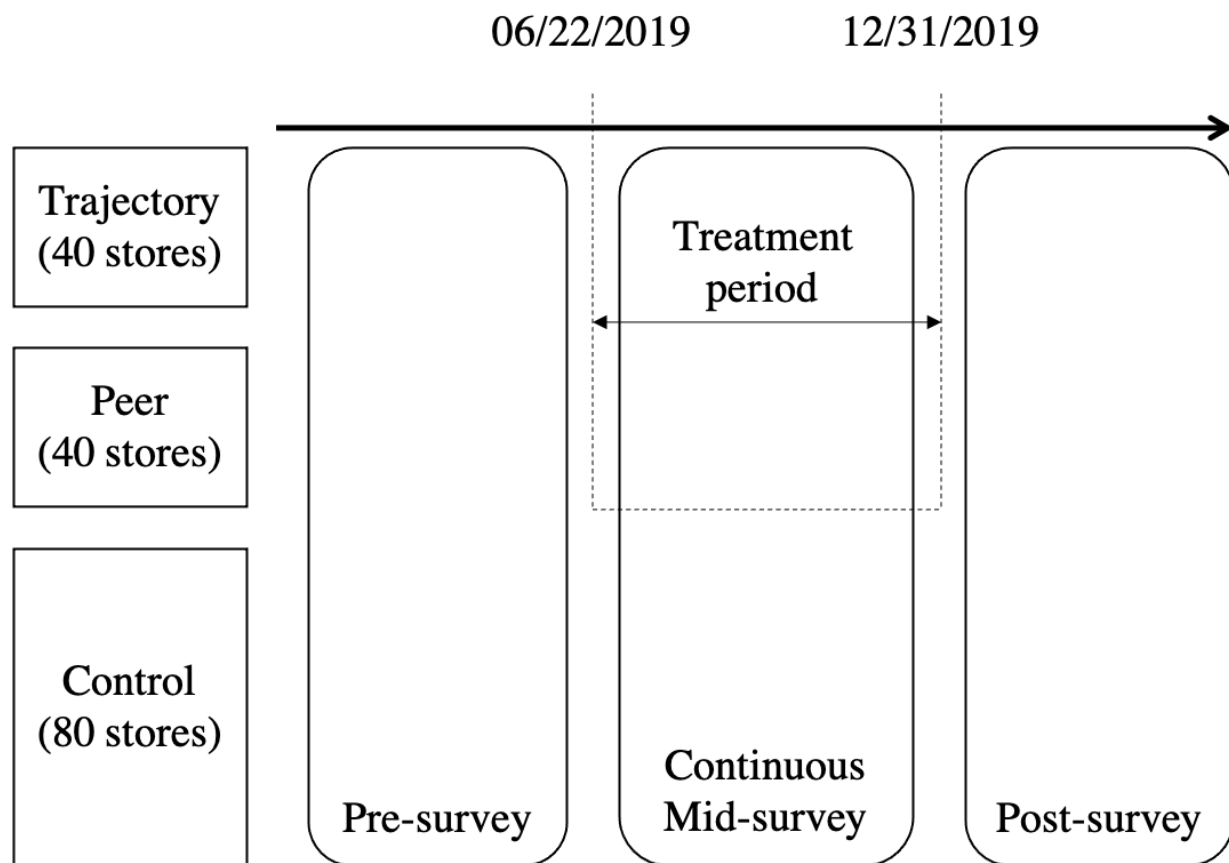 06/22/2019
12/31/2019
Trajectory
(40 stores)
Treatment
period
Peer
(40 stores)
Control
(80 stores)
Pre-survey
Continuous
Mid-survey
Post-survey